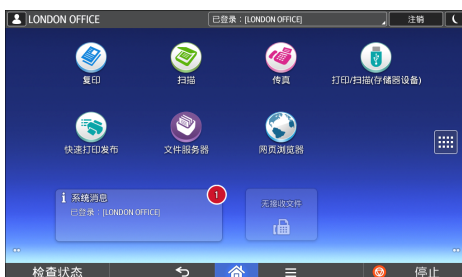 LONDON OFFICE
已登录：[LONDON OFFICE]
注销
复印
扫描
传真
打印/扫描(存储器设备)
快速打印发布
文件服务器
网页浏览器
系统消息
1
已登录：[LONDON OFFICE]
无接收文件
检查状态
停止